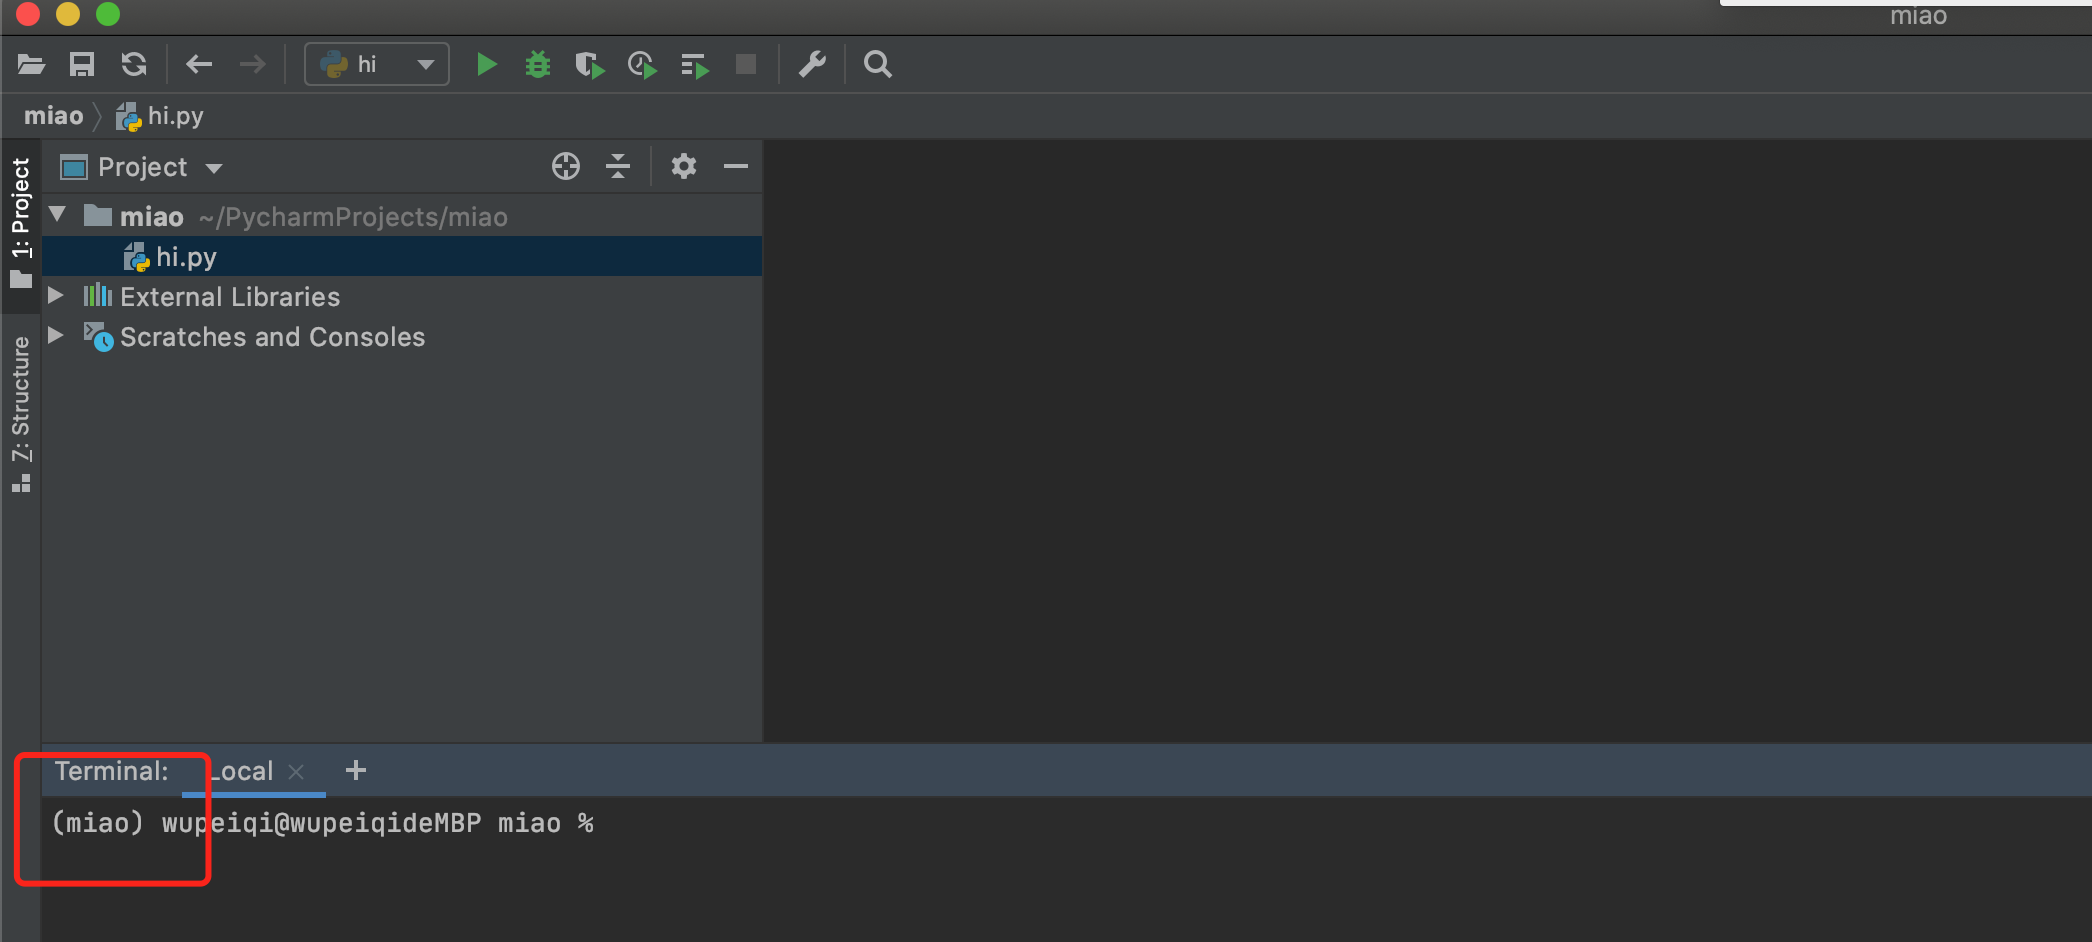 miao
hi
miao hi.py
1: Project
Project
miao ~/PycharmProjects/miao
hi.py
External Libraries
Scratches and Consoles
7: Structure
Terminal: Local
(miao) wupeiqi@wupeiqideMBP miao %